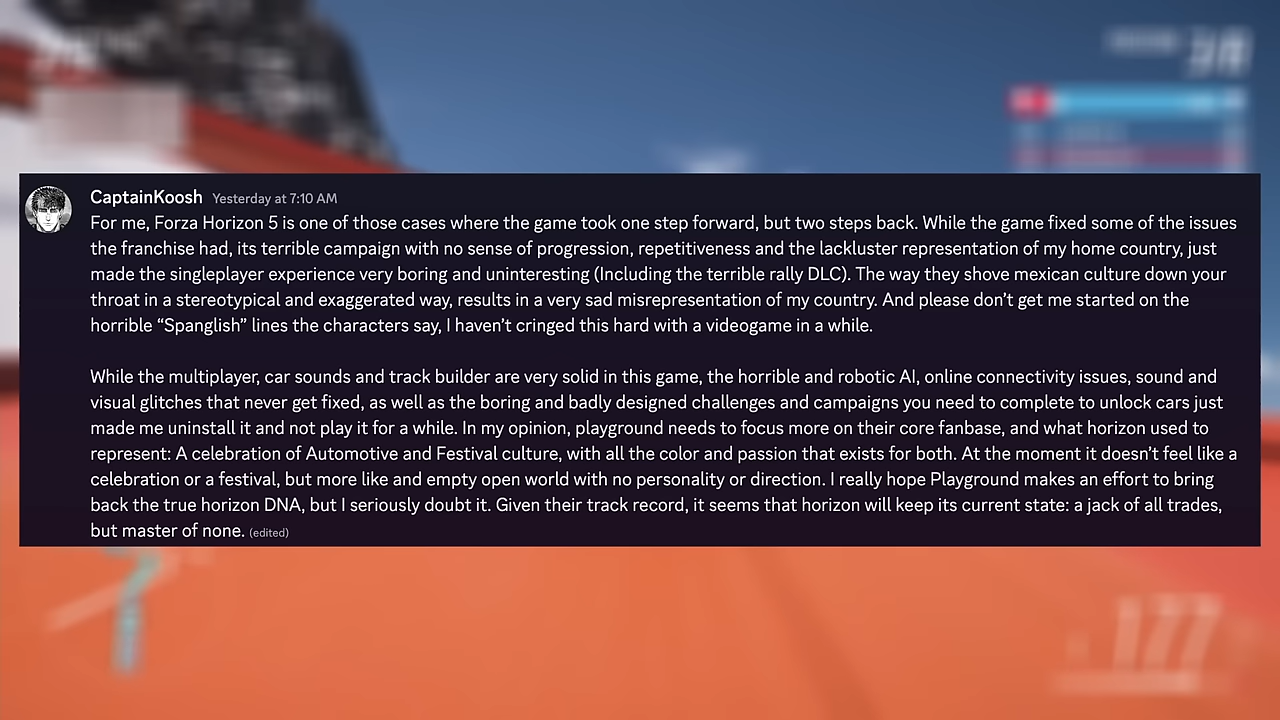 CaptainKoosh Yesterday at 7:10 AM
For me, Forza Horizon 5 is one of those cases where the game took one step forward, but two steps back. While the game fixed some of the issues
the franchise had, its terrible campaign with no sense of progression, repetitiveness and the lackluster representation of my home country, just
made the singleplayer experience very boring and uninteresting (Including the terrible rally DLC). The way they shove mexican culture down your
throat in a stereotypical and exaggerated way, results in a very sad misrepresentation of my country. And please don't get me started on the
horrible “Spanglish” lines the characters say, I haven't cringed this hard with a videogame in a while.
While the multiplayer, car sounds and track builder are very solid in this game, the horrible and robotic AI, online connectivity issues, sound and
visual glitches that never get fixed, as well as the boring and badly designed challenges and campaigns you need to complete to unlock cars just
made me uninstall it and not play it for a while. In my opinion, playground needs to focus more on their core fanbase, and what horizon used to
represent: A celebration of Automotive and Festival culture, with all the color and passion that exists for both. At the moment it doesn't feel like a
celebration or a festival, but more like and empty open world with no personality or direction. I really hope Playground makes an effort to bring
back the true horizon DNA, but I seriously doubt it. Given their track record, it seems that horizon will keep its current state: a jack of all trades,
but master of none. (edited)
177